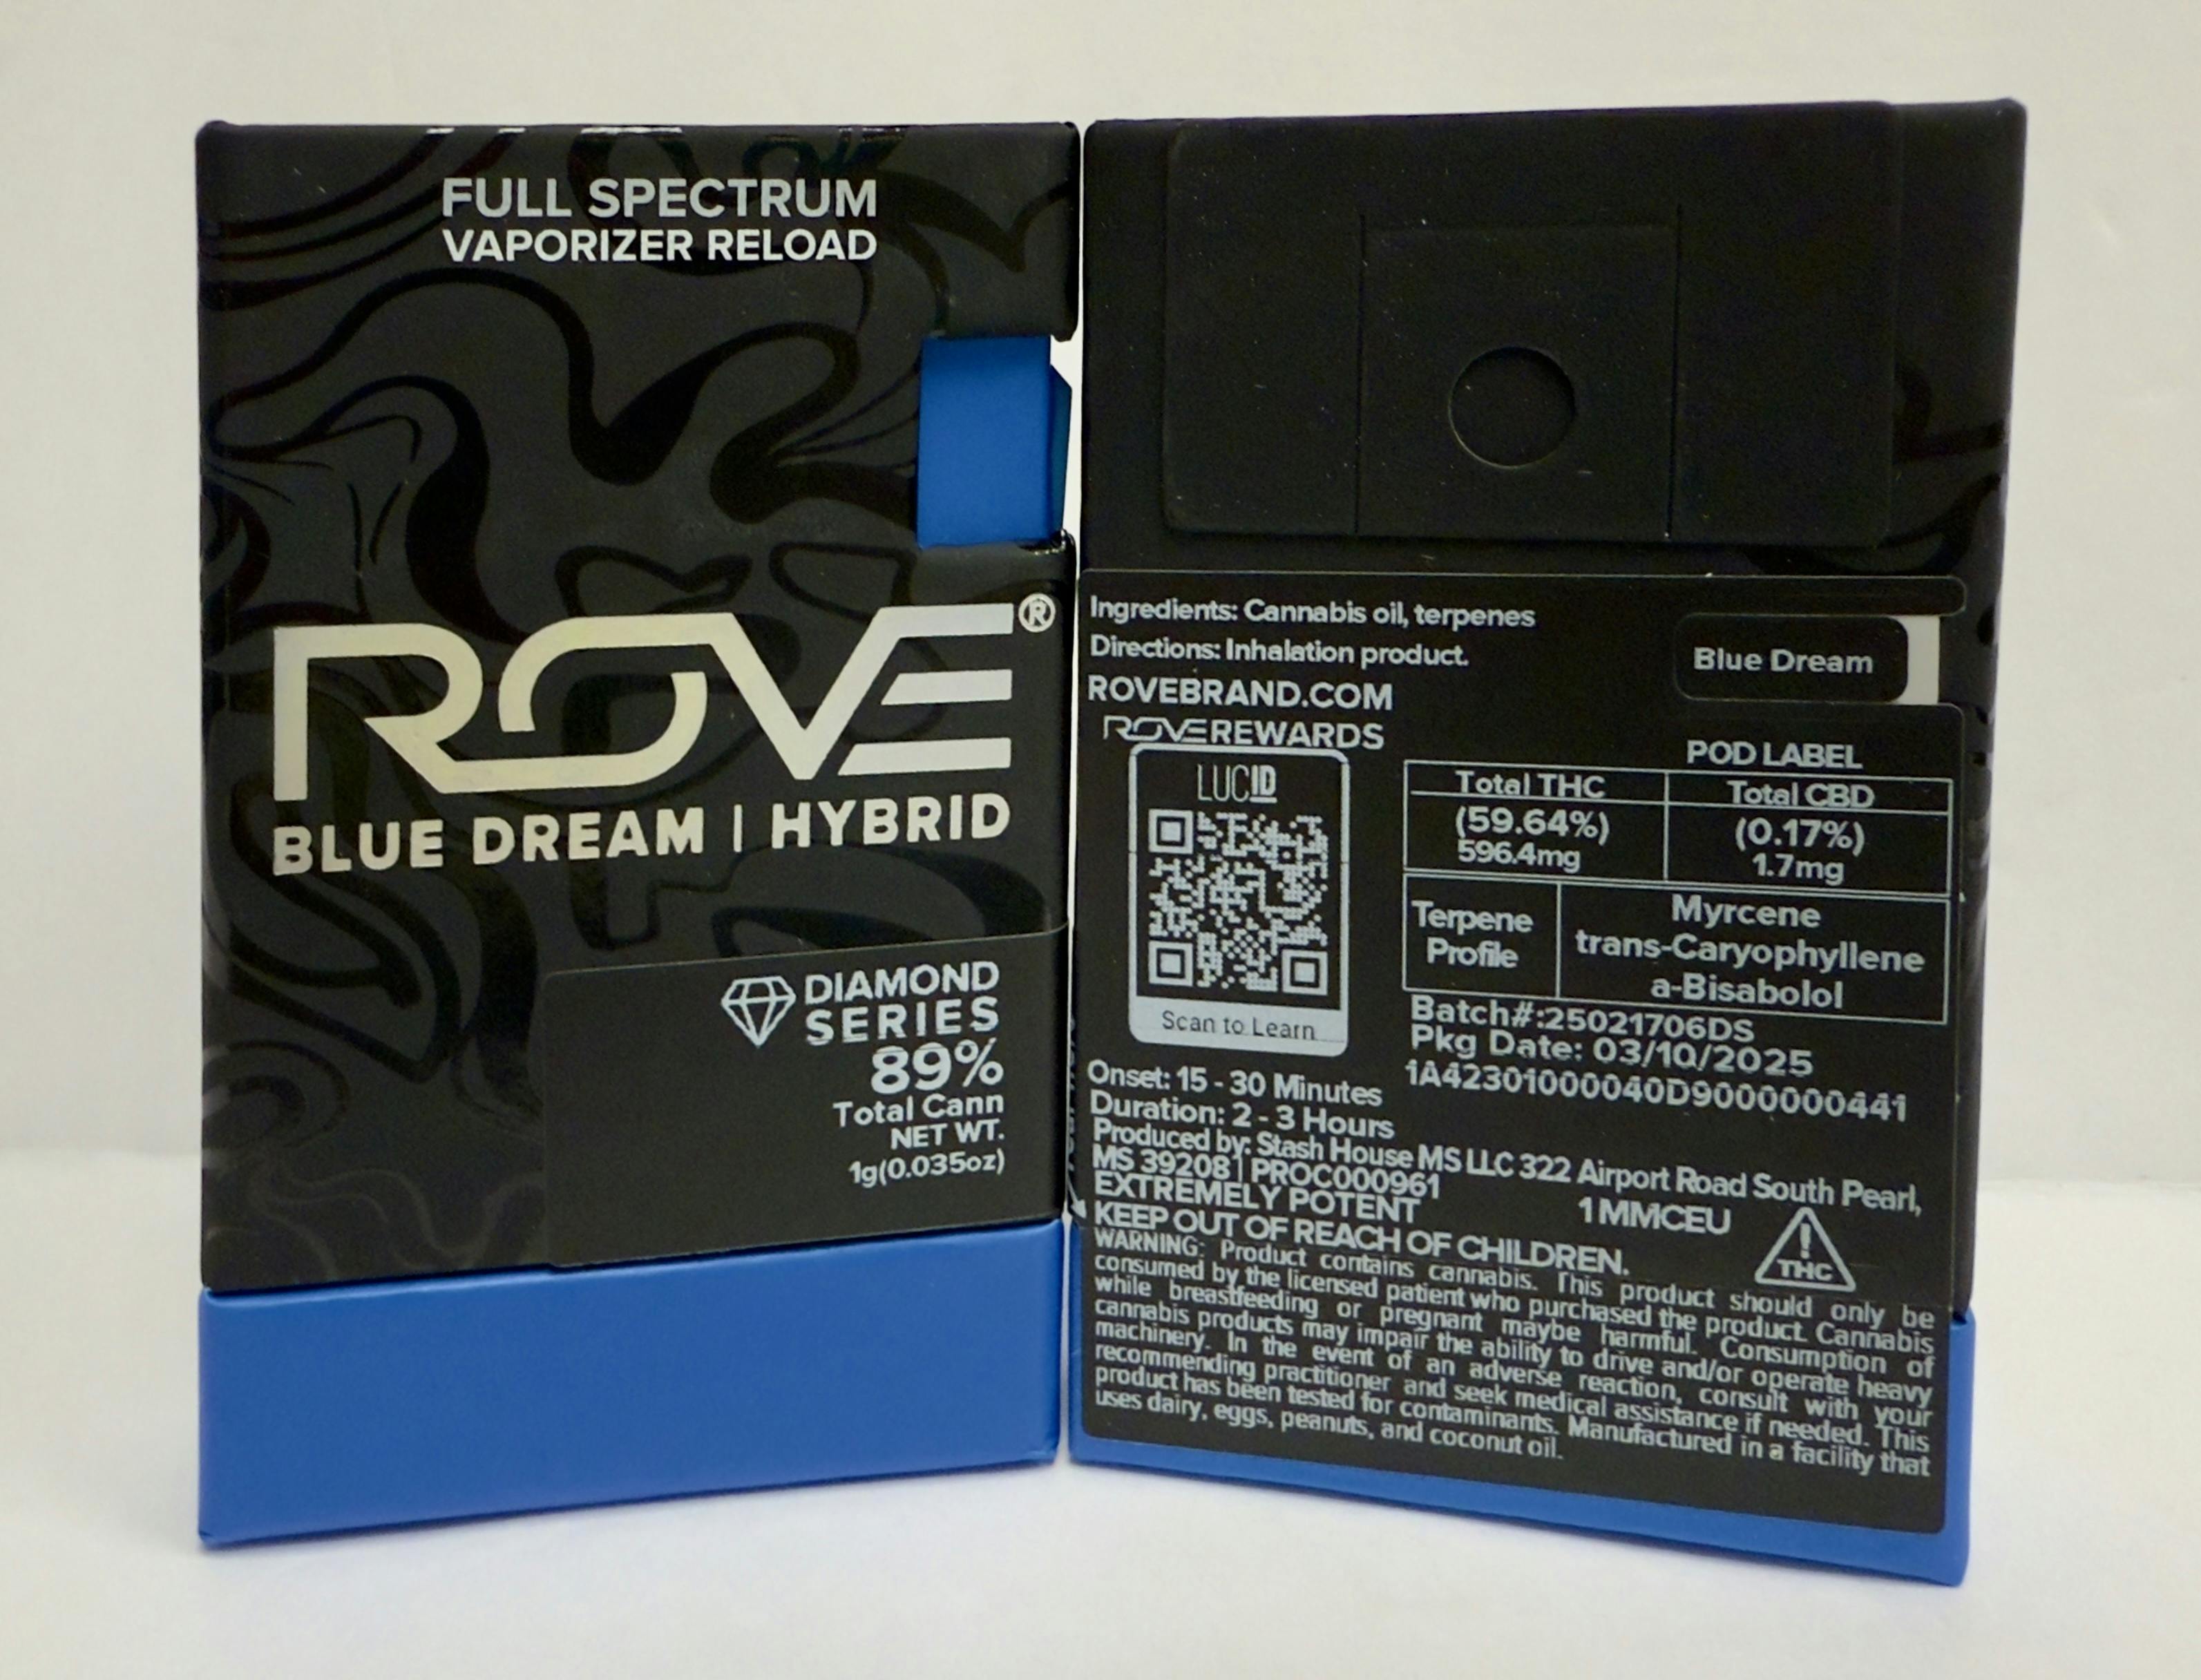 FULL SPECTRUM
VAPORIZER RELOAD
ROVE®
BLUE DREAM | HYBRID
DIAMOND
SERIES
89%
Total Cann
NET WT.
1g(0.035oz)
Ingredients: Cannabis oil, terpenes
Directions: Inhalation product.
Blue Dream
ROVEBRAND.COM
ROVE REWARDS
LUCID
Scan to Learn
POD LABEL
Total THC Total CBD
(59.64%) (0.17%)
596.4mg 1.7mg
Terpene
Profile
Myrcene
trans-Caryophyllene
a-Bisabolol
Batch#:25021706DS
Pkg Date: 03/10/2025
1A42301000040D9000000441
Onset: 15 - 30 Minutes
Duration: 2 - 3 Hours
Produced by: Stash House MS LLC 322 Airport Road South Pearl,
MS 39208 | PROC000961
EXTREMELY POTENT 1MMCEU
KEEP OUT OF REACH OF CHILDREN.
! THC
WARNING: Product contains cannabis. This product should only be
consumed by the licensed patient who purchased the product. Cannabis
while breastfeeding or pregnant maybe harmful. Consumption of
cannabis products may impair the ability to drive and/or operate heavy
machinery. In the event of an adverse reaction, consult with your
recommending practitioner and seek medical assistance if needed. This
product has been tested for contaminants. Manufactured in a facility that
uses dairy, eggs, peanuts, and coconut oil.